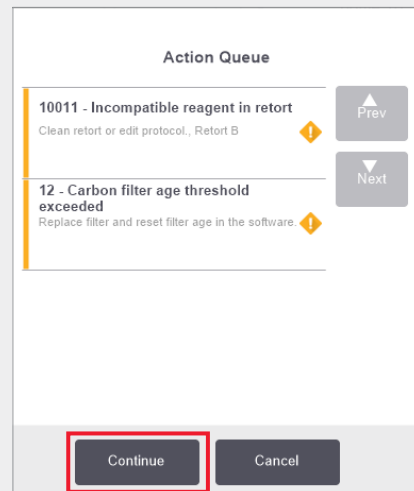 Action Queue
10011 - Incompatible reagent in retort
Clean retort or edit protocol., Retort B
Prev
12 - Carbon filter age threshold
exceeded
Replace filter and reset filter age in the software.
Next
Continue
Cancel